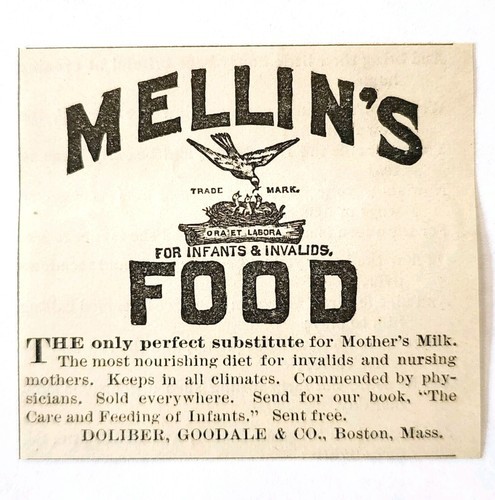 MELLIN'S
TRADE MARK.
ORA ET LABORA
FOR INFANTS & INVALIDS.
FOOD
THE only perfect substitute for Mother's Milk.
The most nourishing diet for invalids and nursing
mothers. Keeps in all climates. Commended by phy-
sicians. Sold everywhere. Send for our book, "The
Care and Feeding of Infants." Sent free.
DOLIBER, GOODALE & CO., Boston, Mass.